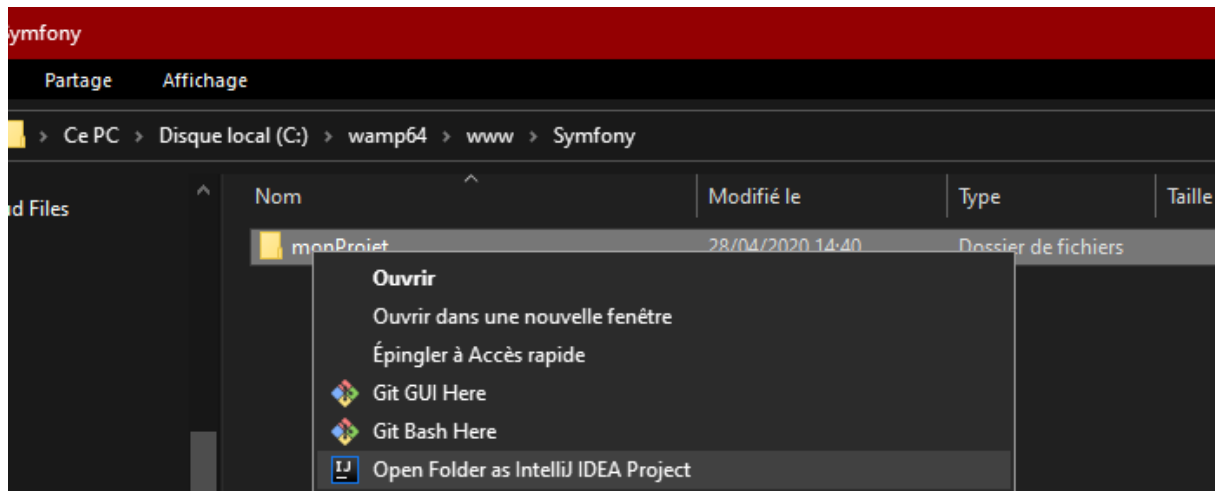 Symfony
Partage Affichage
Ce PC > Disque local (C:) > wamp64 > www > Symfony
Nom Modifié le Type Taille
Files
monProjet 28/04/2020 14:40 Dossier de fichiers
Ouvrir
Ouvrir dans une nouvelle fenêtre
Épingler à Accès rapide
Git GUI Here
Git Bash Here
IJ Open Folder as IntelliJ IDEA Project